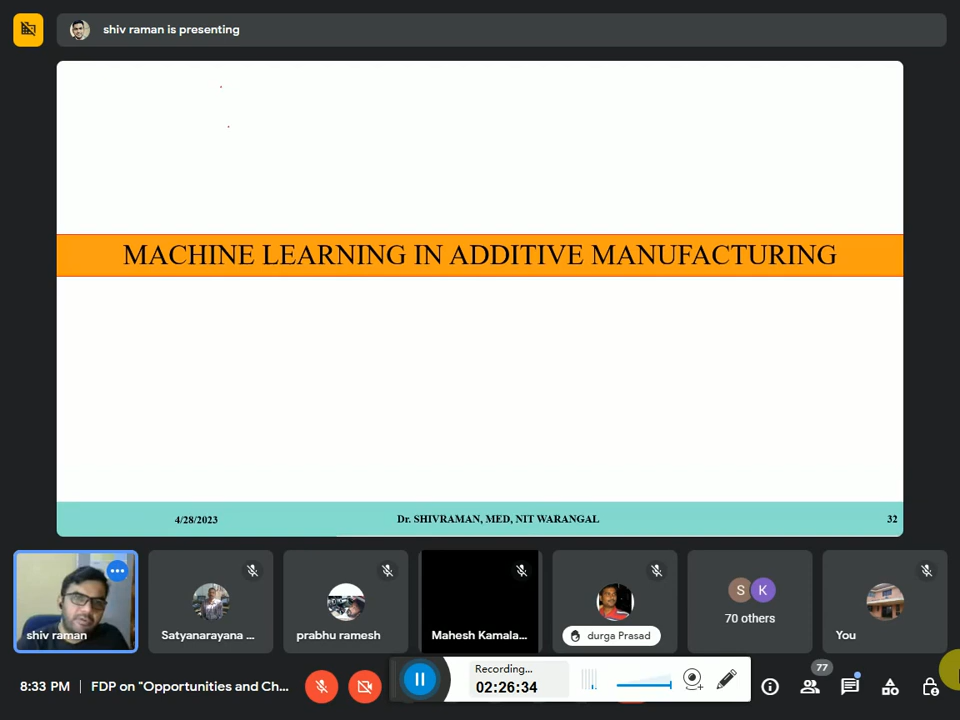 shiv raman is presenting
MACHINE LEARNING IN ADDITIVE MANUFACTURING
4/28/2023
Dr. SHIVRAMAN, MED, NIT WARANGAL
32
shiv raman
Satyanarayana ...
prabhu ramesh
Mahesh Kamala...
durga Prasad
S
K
70 others
You
8:33 PM
FDP on "Opportunities and Ch...
Recording...
02:26:34
77